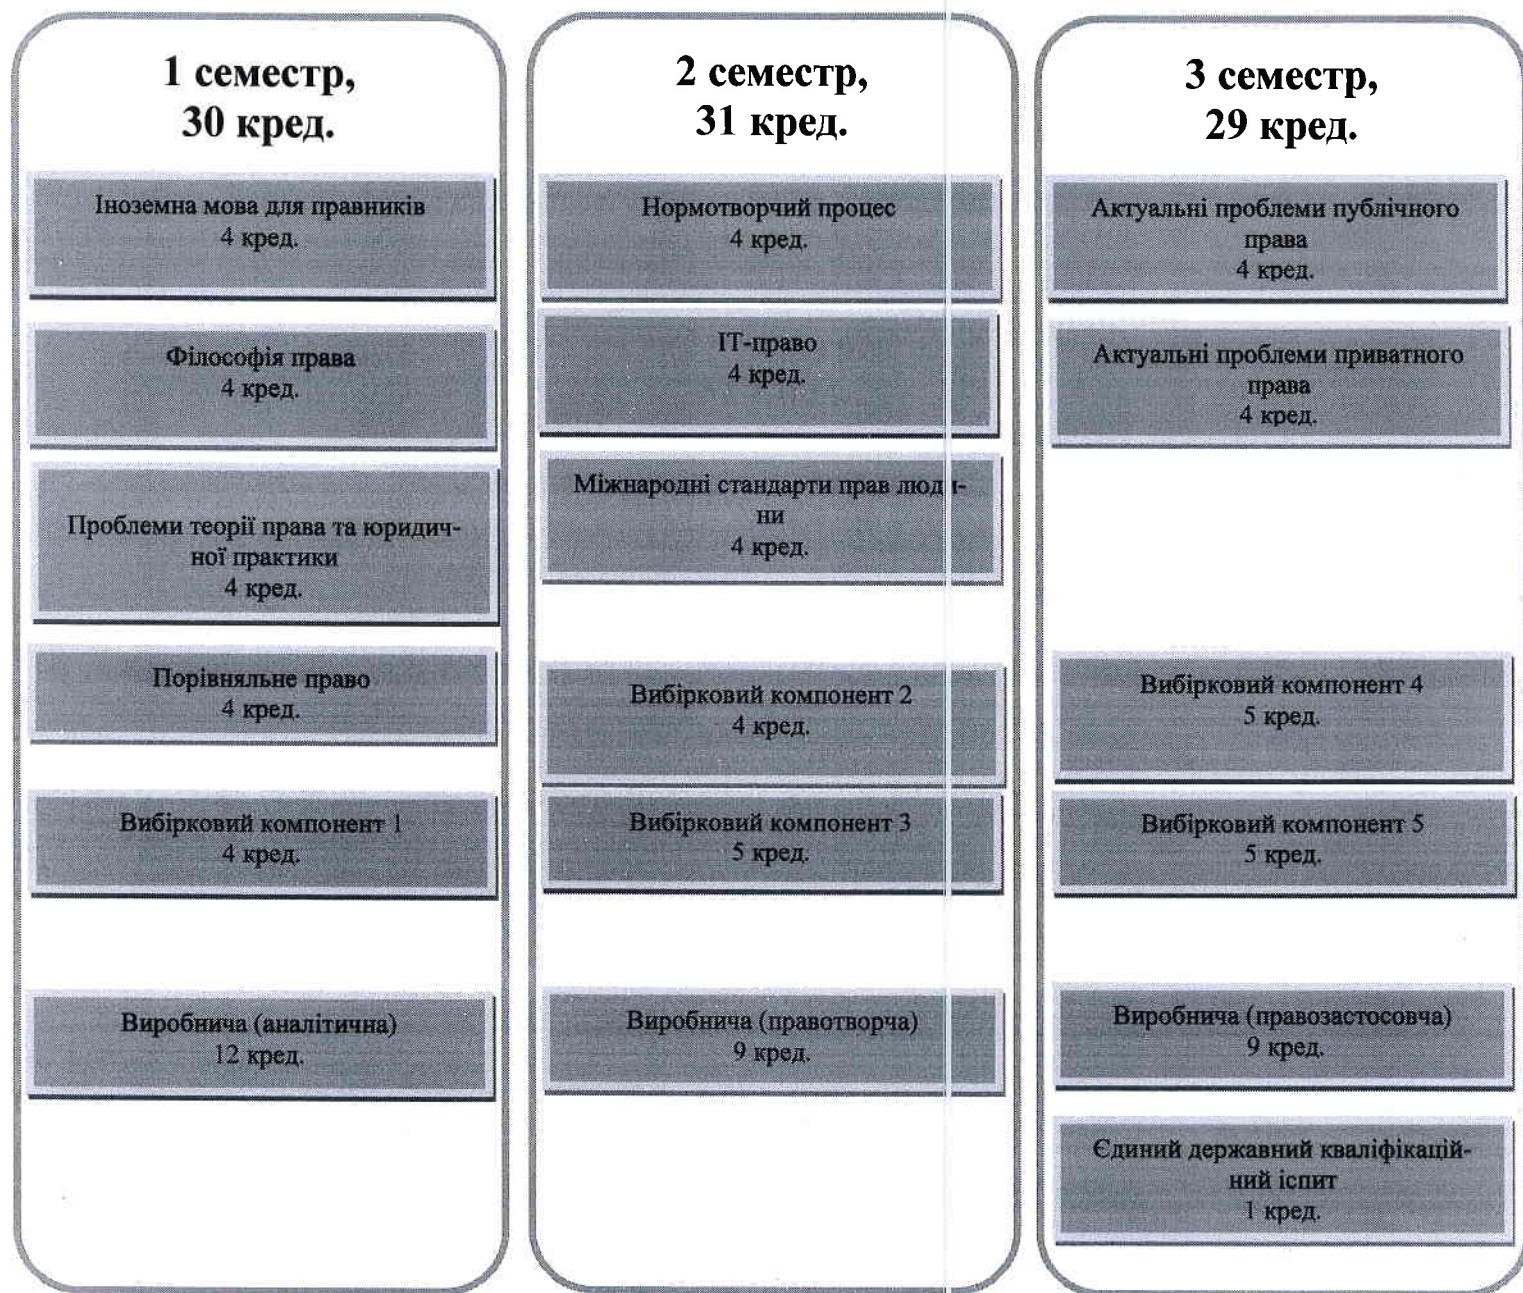 1 семестр,
30 кред.
Іноземна мова для правників
4 кред.
Філософія права
4 кред.
Проблеми теорії права та юридич-
ної практики
4 кред.
Порівняльне право
4 кред.
Вибірковий компонент 1
4 кред.
Виробнича (аналітична)
12 кред.
2 семестр,
31 кред.
Нормотворчий процес
4 кред.
ІТ-право
4 кред.
Міжнародні стандарти прав люди-
ни
4 кред.
Вибірковий компонент 2
4 кред.
Вибірковий компонент 3
5 кред.
Виробнича (правотворча)
9 кред.
3 семестр,
29 кред.
Актуальні проблеми публічного
права
4 кред.
Актуальні проблеми приватного
права
4 кред.
Вибірковий компонент 4
5 кред.
Вибірковий компонент 5
5 кред.
Виробнича (правозастосовча)
9 кред.
Єдиний державний кваліфікацій-
ний іспит
1 кред.